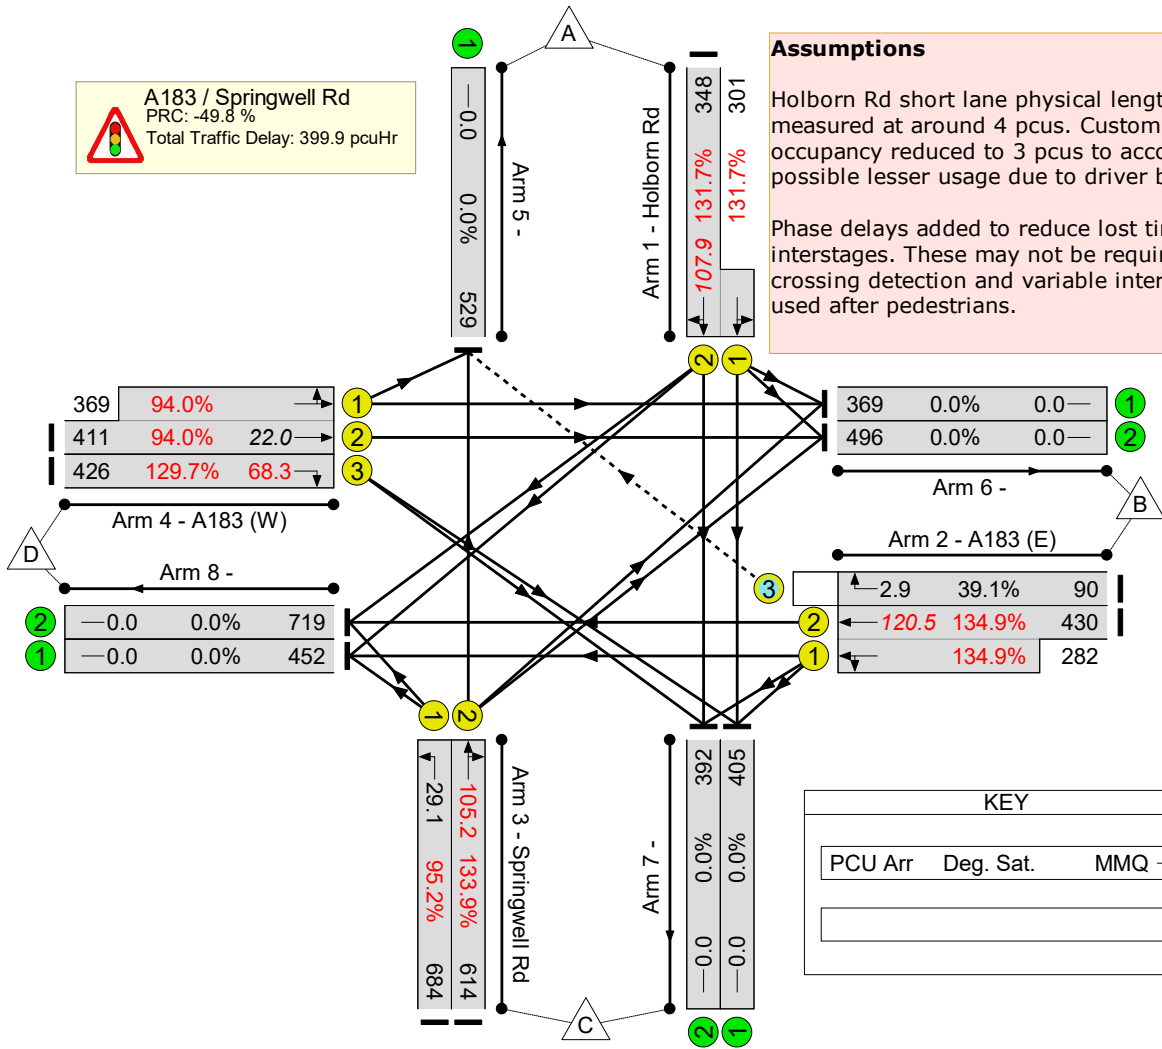 A183 / Springwell Rd
PRC: -49.8 %
Total Traffic Delay: 399.9 pcuHr
Assumptions
Holborn Rd short lane physical lengt
measured at around 4 pcus. Custom
occupancy reduced to 3 pcus to acco
possible lesser usage due to driver b
Phase delays added to reduce lost ti
interstages. These may not be requir
crossing detection and variable inter
used after pedestrians.
A
1
0.0 0.0% 529
Arm 5 -
Arm 1 - Holborn Rd
348 131.7% 107.9
301 131.7%
2 1
369 94.0% 1
411 94.0% 22.0 2
426 129.7% 68.3 3
Arm 4 - A183 (W)
D
Arm 8 -
2 0.0 0.0% 719
1 0.0 0.0% 452
369 0.0% 0.0 1
496 0.0% 0.0 2
Arm 6 -
B
Arm 2 - A183 (E)
3 2.9 39.1% 90
2 120.5 134.9% 430
1 134.9% 282
1 2
29.1 95.2% 684
105.2 133.9% 614
Arm 3 - Springwell Rd
Arm 7 -
392 0.0% 0.0
405 0.0% 0.0
2 1
C
KEY
PCU Arr Deg. Sat. MMQ